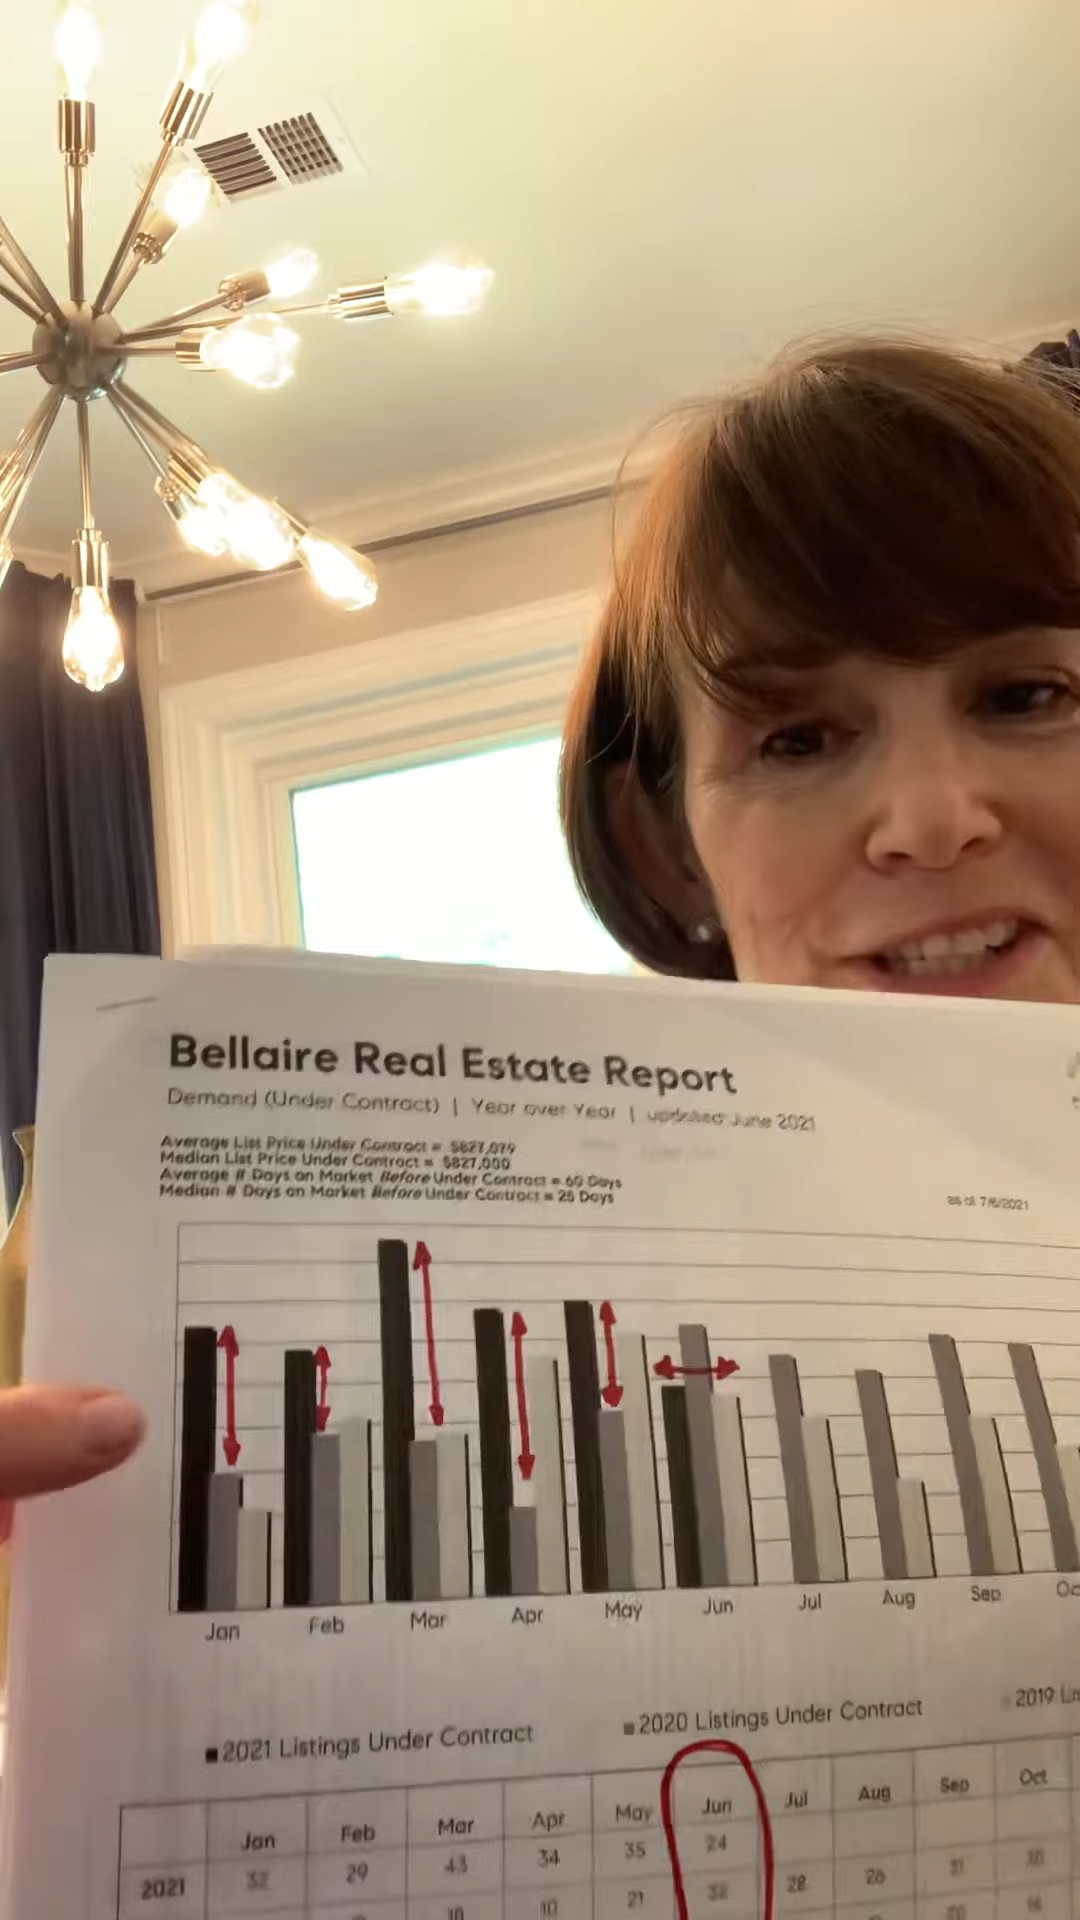 Bellaire Real Estate Report
Demand (Under Contract) | Year over Year | updated June 2021
Average List Price Under Contract = $827,079
Median List Price Under Contract = $827,000
Average # Days on Market Before Under Contract = 60 Days
Median # Days on Market Before Under Contract = 25 Days
as of 7/6/2021
Jan Feb Mar Apr May Jun Jul Aug Sep Oc
2021 Listings Under Contract 2020 Listings Under Contract 2019 Lis
Jan Feb Mar Apr May Jun Jul Aug Sep Oct
2021 32 29 43 34 35 24
10 21 32 28 26 31 30